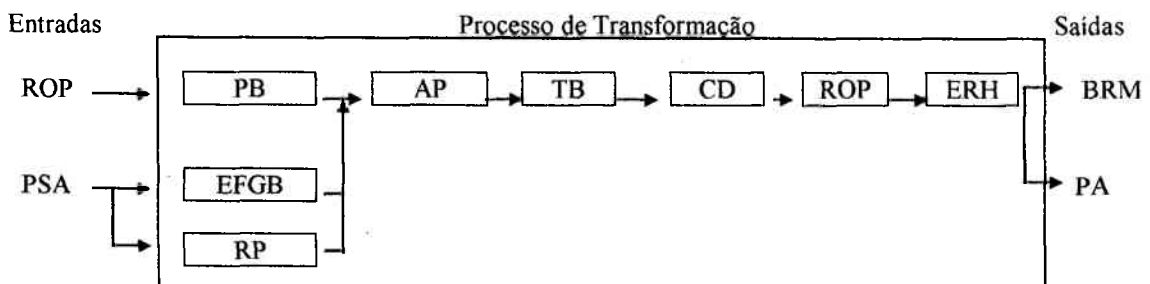 Entradas Processo de Transformação Saídas
ROP PB AP TB CD ROP ERH BRM
PSA EFGB PA
RP